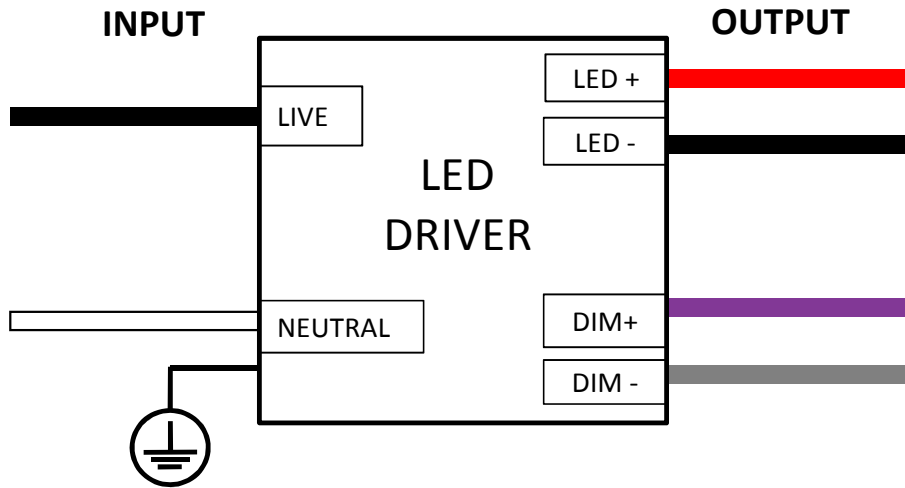 INPUT
OUTPUT
LIVE
LED +
LED -
LED
DRIVER
NEUTRAL
DIM+
DIM -